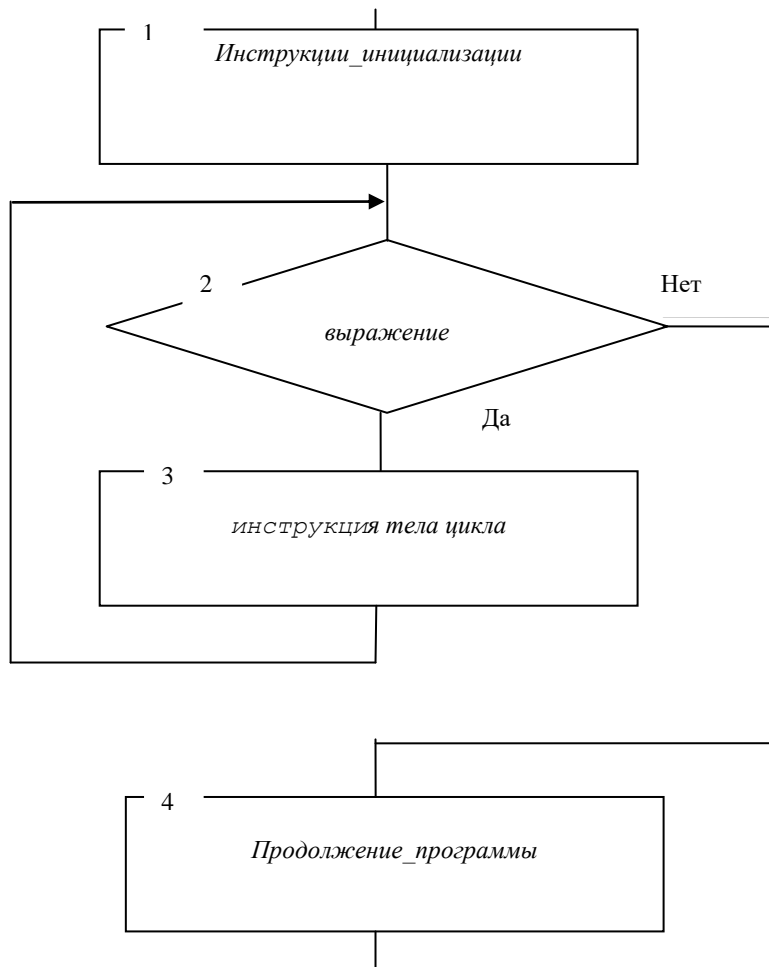 1
Инструкции_инициализации
2
Нет
выражение
Да
3
инструкция тела цикла
4
Продолжение_программы